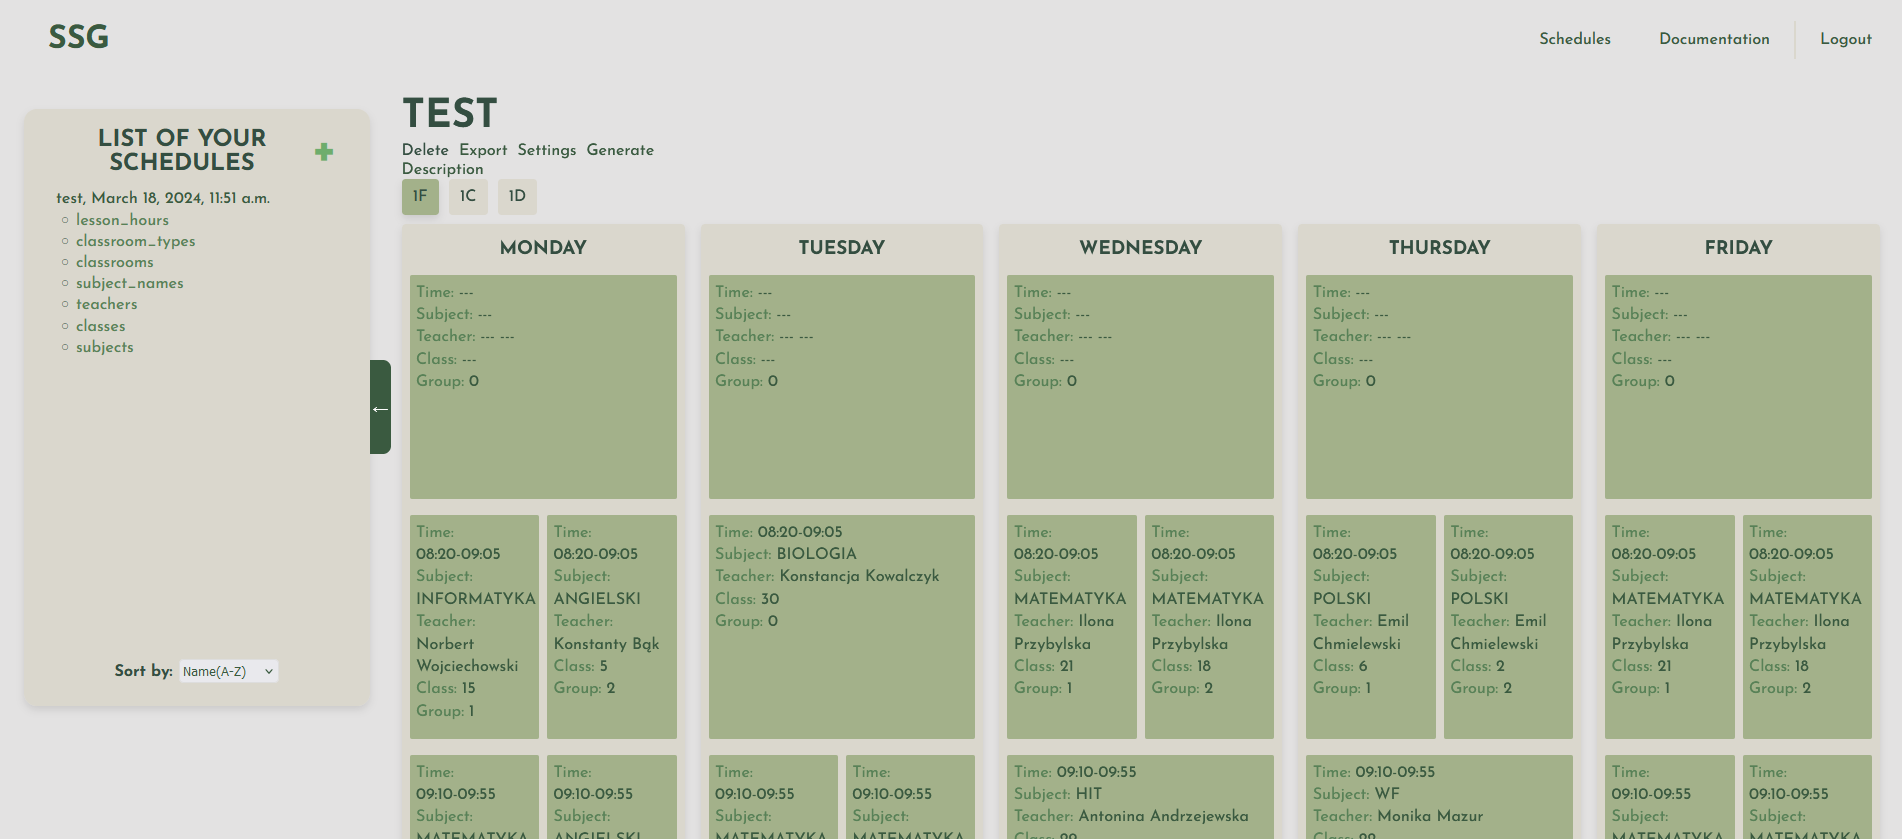 SSG
Schedules Documentation Logout
LIST OF YOUR
SCHEDULES
test, March 18, 2024, 11:51 a.m.
lesson_hours
classroom_types
classrooms
subject_names
teachers
classes
subjects
Sort by: Name(A-Z)
TEST
Delete Export Settings Generate
Description
1F 1C 1D
MONDAY
Time: ---
Subject: ---
Teacher: --- ---
Class: ---
Group: 0
Time:
08:20-09:05
Subject:
INFORMATYKA
Teacher:
Norbert
Wojciechowski
Class: 15
Group: 1
Time:
08:20-09:05
Subject:
ANGIELSKI
Teacher:
Konstanty Bąk
Class: 5
Group: 2
Time:
09:10-09:55
Subject:
MATEMATYKA
Time:
09:10-09:55
Subject:
ANGIELSKI
TUESDAY
Time: ---
Subject: ---
Teacher: --- ---
Class: ---
Group: 0
Time: 08:20-09:05
Subject: BIOLOGIA
Teacher: Konstancja Kowalczyk
Class: 30
Group: 0
Time:
09:10-09:55
Subject:
MATEMATYKA
Time:
09:10-09:55
Subject:
MATEMATYKA
WEDNESDAY
Time: ---
Subject: ---
Teacher: --- ---
Class: ---
Group: 0
Time:
08:20-09:05
Subject:
MATEMATYKA
Teacher: Ilona
Przybylska
Class: 21
Group: 1
Time:
08:20-09:05
Subject:
MATEMATYKA
Teacher: Ilona
Przybylska
Class: 18
Group: 2
Time: 09:10-09:55
Subject: HIT
Teacher: Antonina Andrzejewska
Class:
THURSDAY
Time: ---
Subject: ---
Teacher: --- ---
Class: ---
Group: 0
Time:
08:20-09:05
Subject:
POLSKI
Teacher: Emil
Chmielewski
Class: 6
Group: 1
Time:
08:20-09:05
Subject:
POLSKI
Teacher: Emil
Chmielewski
Class: 2
Group: 2
Time: 09:10-09:55
Subject: WF
Teacher: Monika Mazur
Class:
FRIDAY
Time: ---
Subject: ---
Teacher: --- ---
Class: ---
Group: 0
Time:
08:20-09:05
Subject:
MATEMATYKA
Teacher: Ilona
Przybylska
Class: 21
Group: 1
Time:
08:20-09:05
Subject:
MATEMATYKA
Teacher: Ilona
Przybylska
Class: 18
Group: 2
Time:
09:10-09:55
Subject:
MATEMATYKA
Time:
09:10-09:55
Subject:
MATEMATYKA